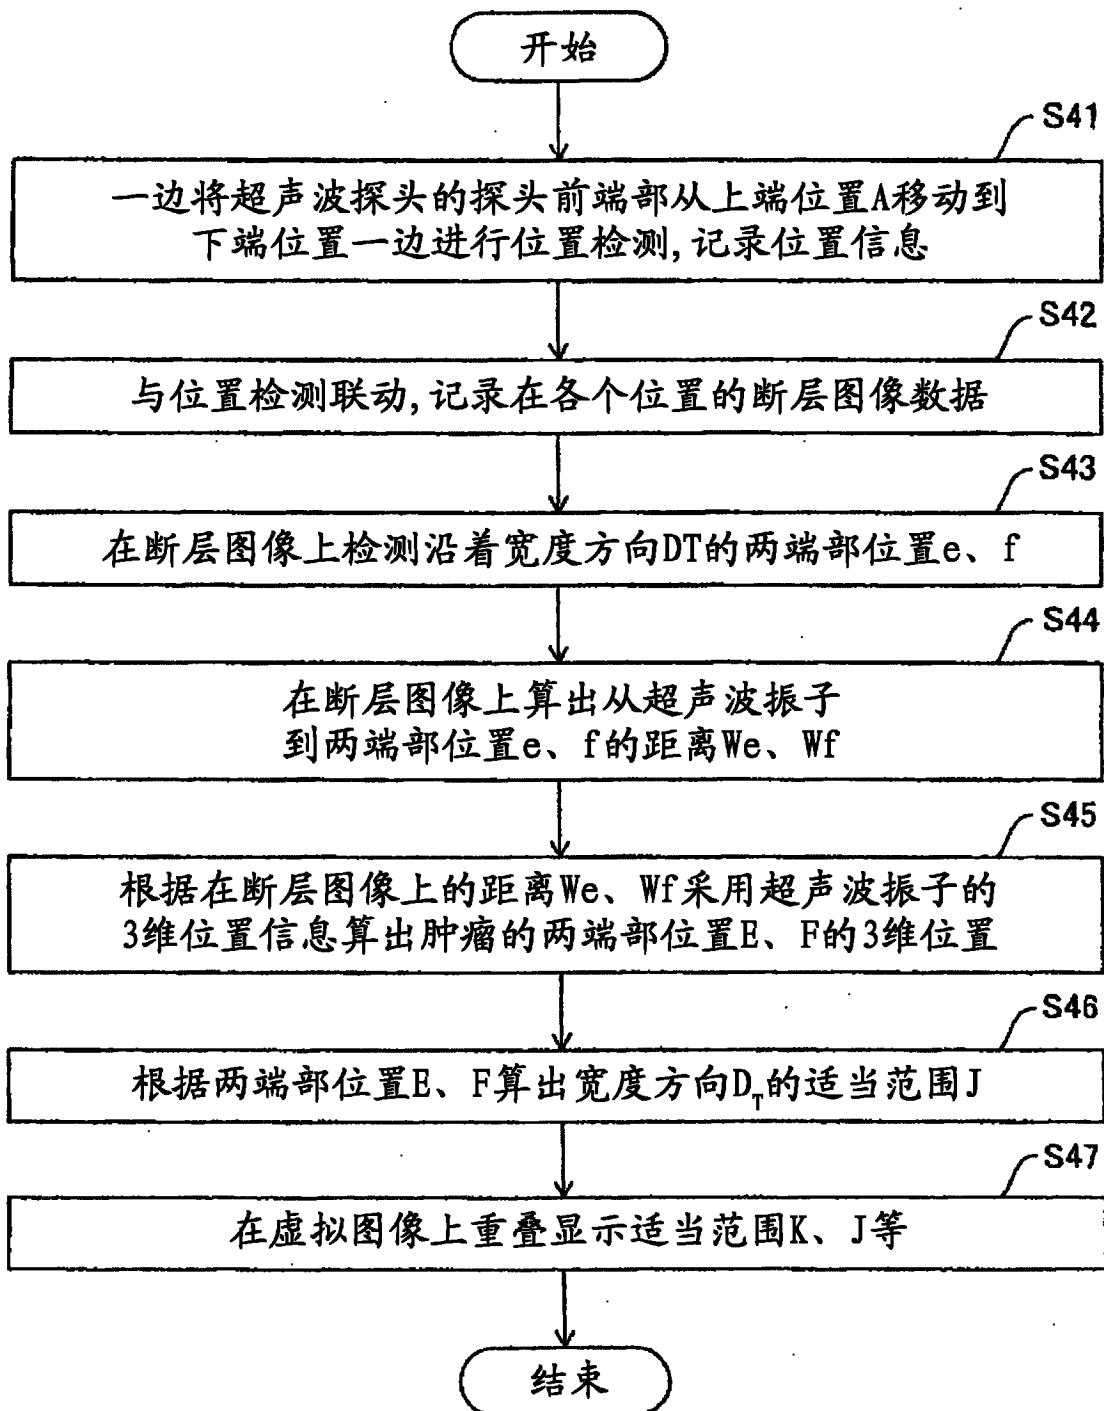 开始
S41
一边将超声波探头的探头前端部从上端位置A移动到
下端位置一边进行位置检测,记录位置信息
S42
与位置检测联动,记录在各个位置的断层图像数据
S43
在断层图像上检测沿着宽度方向DT的两端部位置e、f
S44
在断层图像上算出从超声波振子
到两端部位置e、f的距离We、Wf
S45
根据在断层图像上的距离We、Wf采用超声波振子的
3维位置信息算出肿瘤的两端部位置E、F的3维位置
S46
根据两端部位置E、F算出宽度方向D_T的适当范围J
S47
在虚拟图像上重叠显示适当范围K、J等
结束